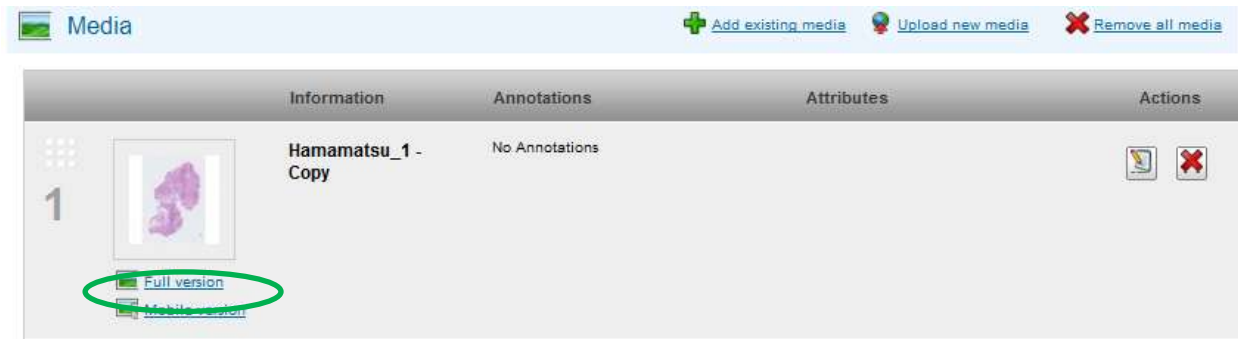 Media Add existing media Upload new media Remove all media
Information Annotations Attributes Actions
1
Hamamatsu_1 - No Annotations
Copy
Full version
Mobile version